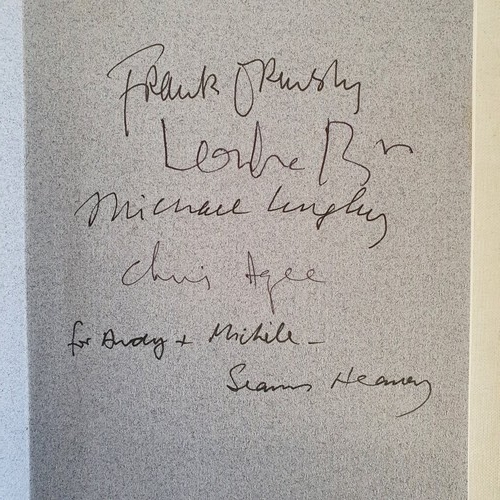 Frank Ormsby
Michael Longley
Chris Agee
for Andy + Michele -
Seamus Heaney